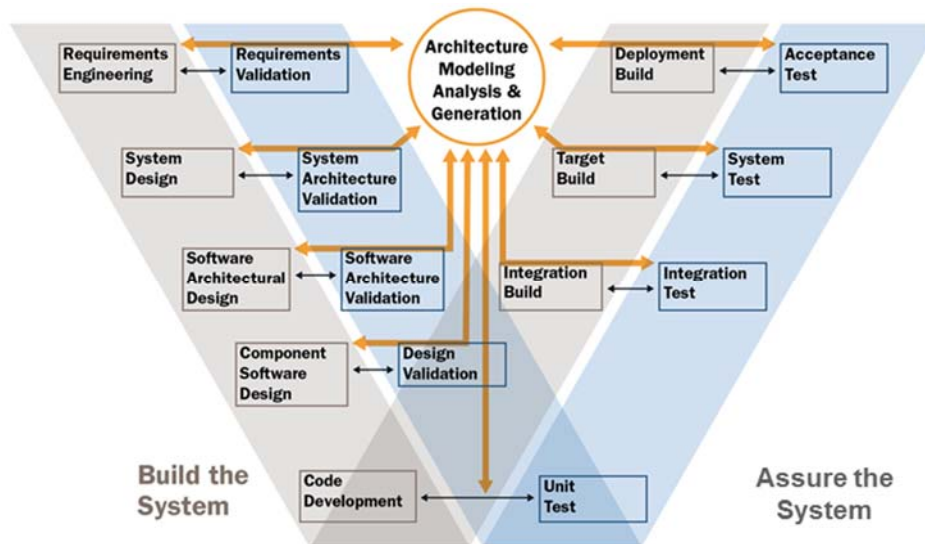 Requirements
Engineering
Requirements
Validation
Architecture
Modeling
Analysis &
Generation
Deployment
Build
Acceptance
Test
System
Design
System
Architecture
Validation
Target
Build
System
Test
Software
Architectural
Design
Software
Architecture
Validation
Integration
Build
Integration
Test
Component
Software
Design
Design
Validation
Build the
System
Code
Development
Unit
Test
Assure the
System